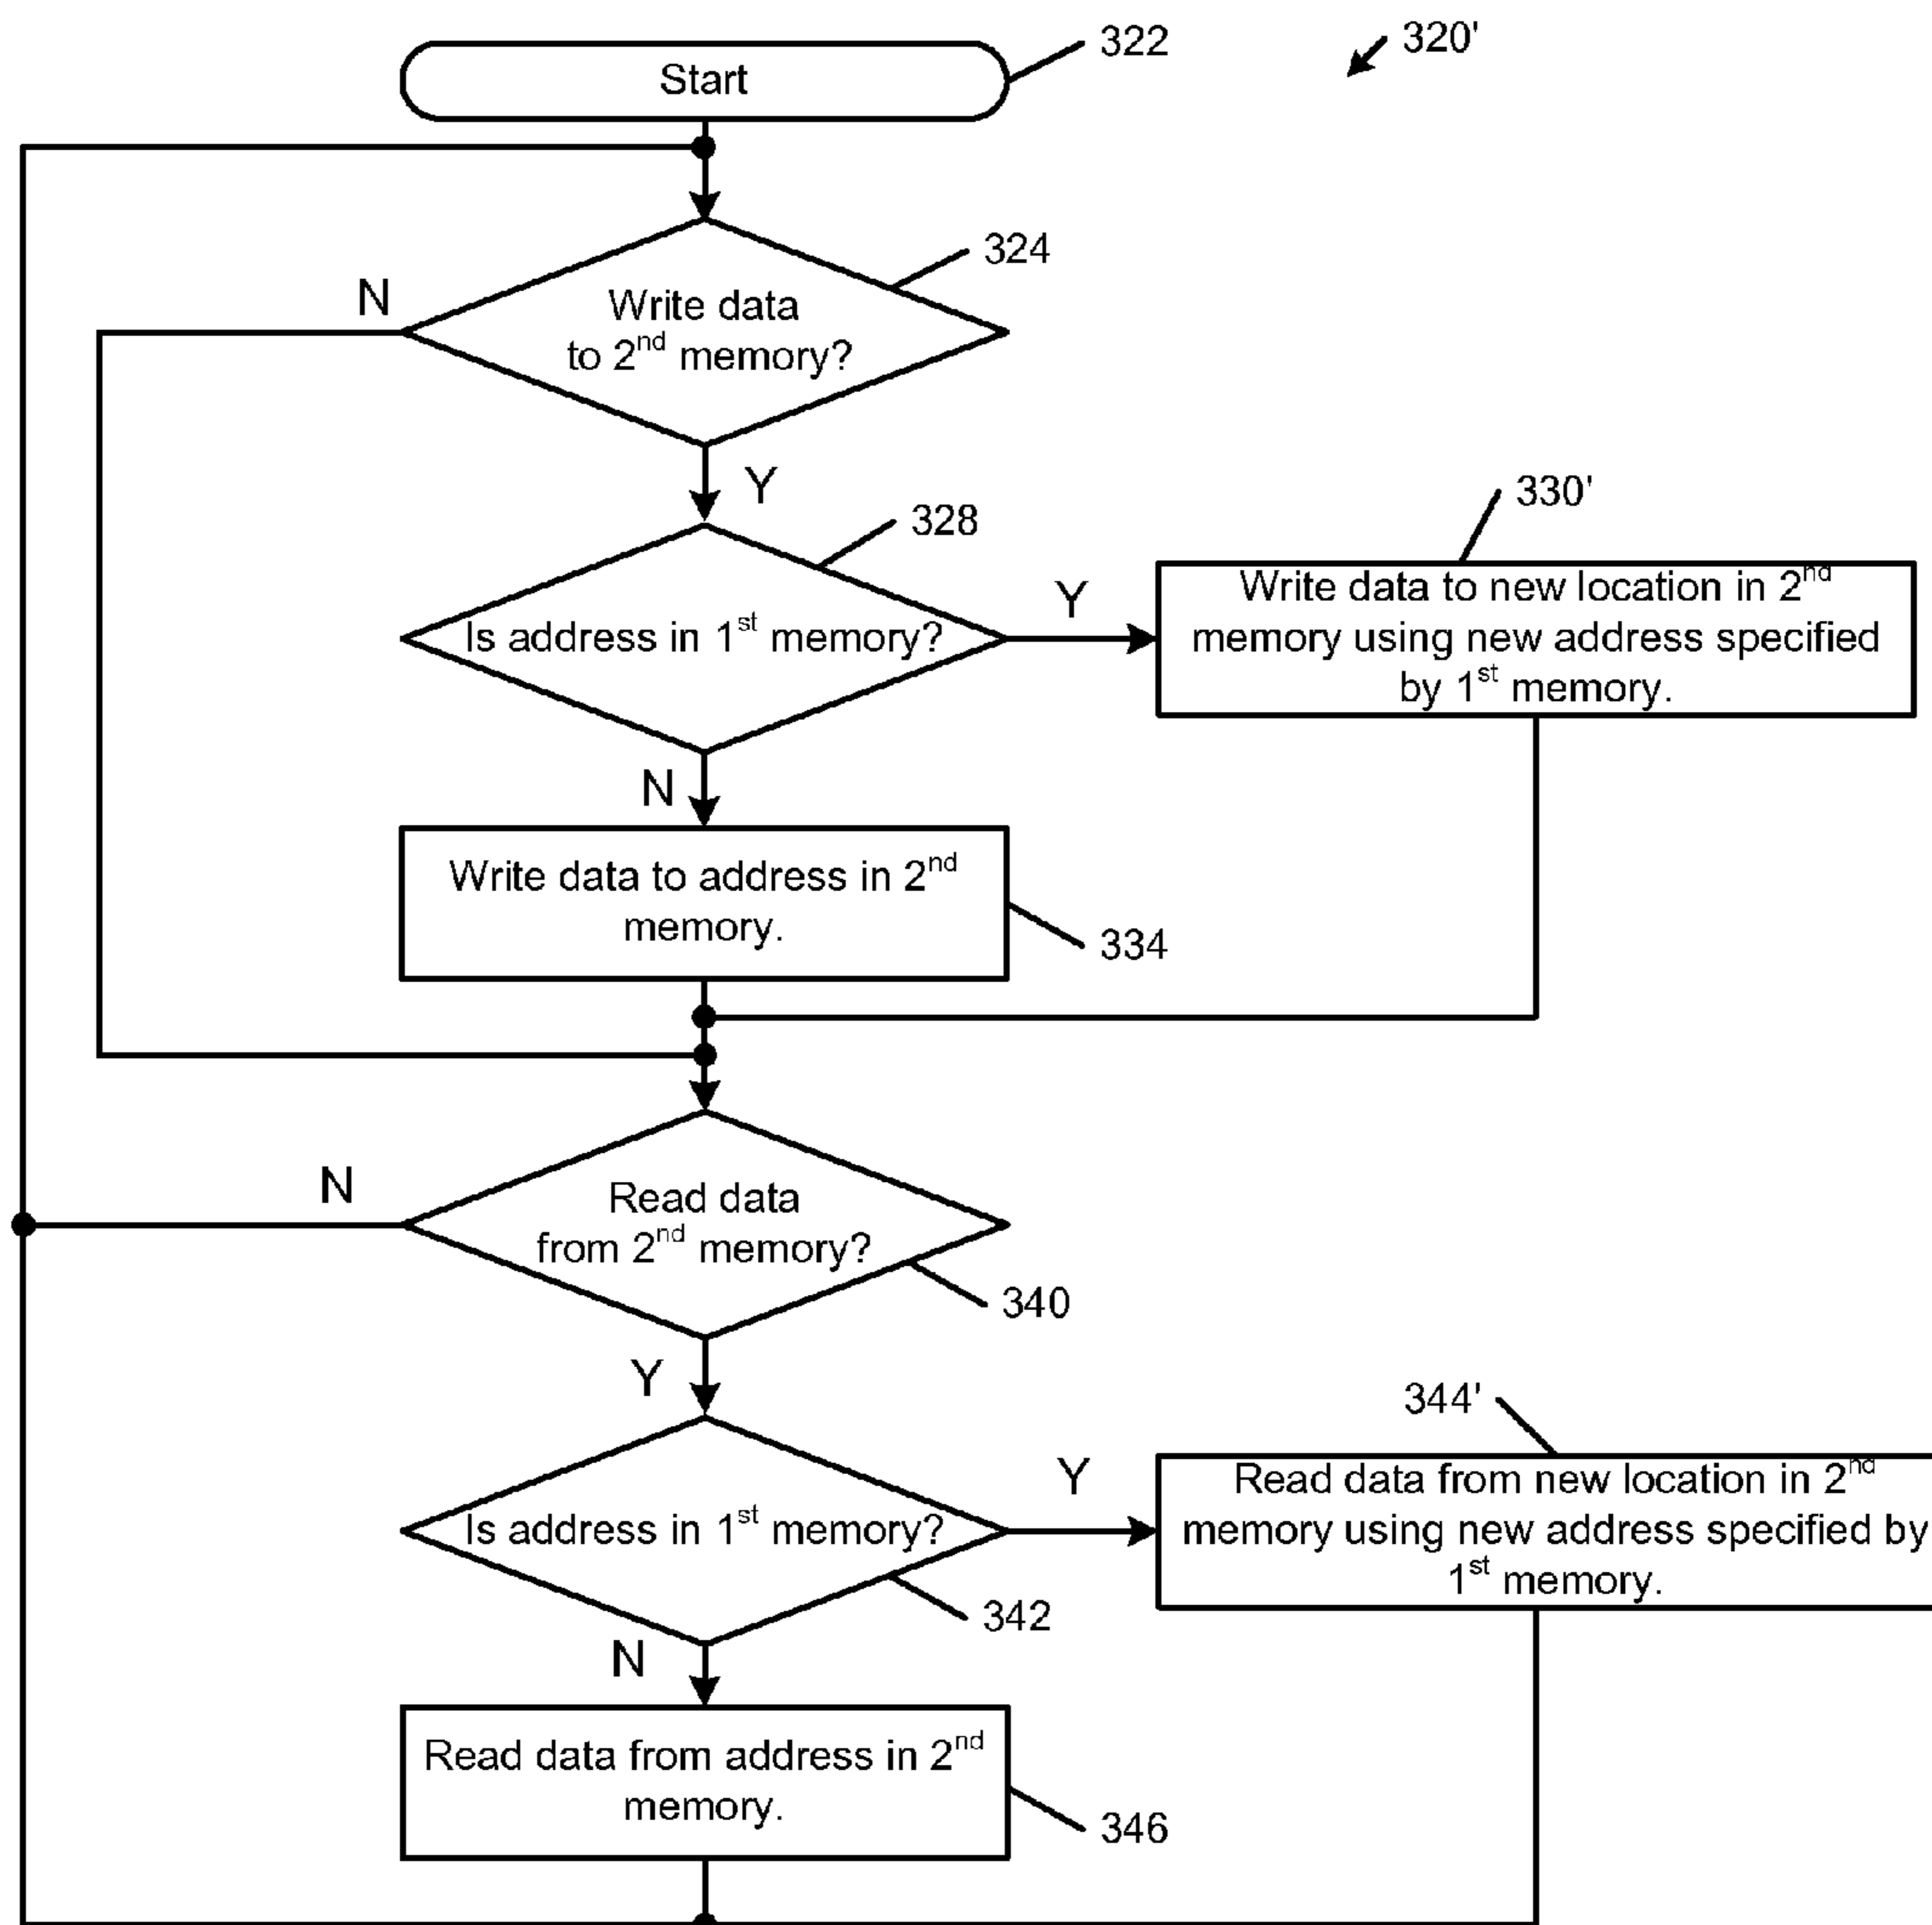 320'
322
Start
324
N
Write data
to 2nd memory?
Y
328
330'
Is address in 1st memory?
Y
Write data to new location in 2nd
memory using new address specified
by 1st memory.
N
Write data to address in 2nd
memory.
334
N
Read data
from 2nd memory?
340
Y
344'
Is address in 1st memory?
Y
Read data from new location in 2nd
memory using new address specified by
1st memory.
342
N
Read data from address in 2nd
memory.
346